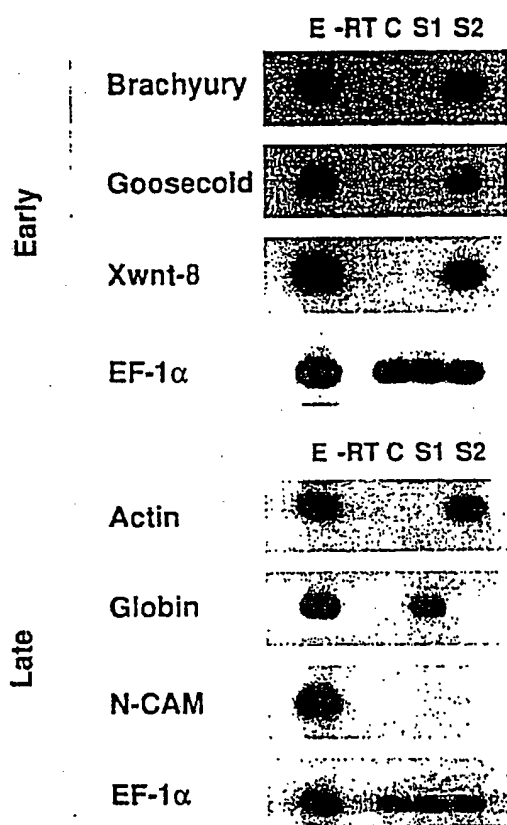 E -RT C S1 S2
Brachyury
Goosecoid
Xwnt-8
EF-1α
Early
E -RT C S1 S2
Actin
Globin
N-CAM
EF-1α
Late